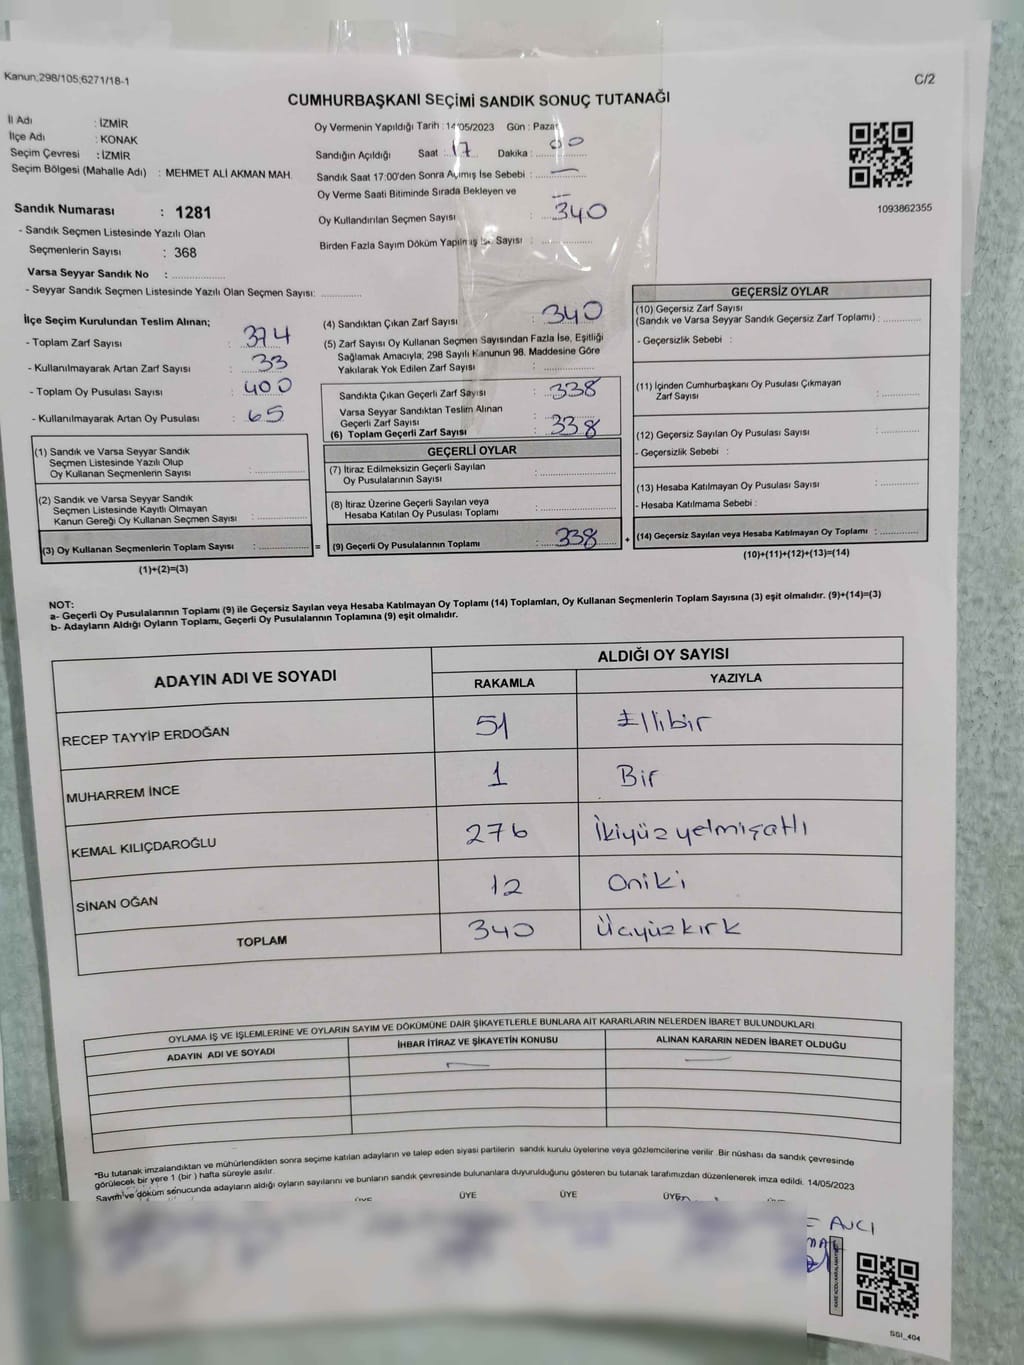 Kanun;298/105;6271/18-1
C/2
CUMHURBAŞKANI SEÇİMİ SANDIK SONUÇ TUTANAĞI
İl Adı : İZMİR
İlçe Adı : KONAK
Seçim Çevresi : İZMİR
Seçim Bölgesi (Mahalle Adı) : MEHMET ALİ AKMAN MAH.
Sandık Numarası : 1281
- Sandık Seçmen Listesinde Yazılı Olan
Seçmenlerin Sayısı : 368
Varsa Seyyar Sandık No : ..............
- Seyyar Sandık Seçmen Listesinde Yazılı Olan Seçmen Sayısı: ............
Oy Vermenin Yapıldığı Tarih : 14/05/2023 Gün : Pazar
Sandığın Açıldığı Saat : 17 Dakika : 00
Sandık Saat 17:00'den Sonra Açımış İse Sebebi : —
Oy Verme Saati Bitiminde Sırada Bekleyen ve
Oy Kullandırılan Seçmen Sayısı : 340
Birden Fazla Sayım Döküm Yapılmış İse Sayısı : ..............
1093862355
İlçe Seçim Kurulundan Teslim Alınan;
- Toplam Zarf Sayısı : 374
- Kullanılmayarak Artan Zarf Sayısı : 33
- Toplam Oy Pusulası Sayısı : 400
- Kullanılmayarak Artan Oy Pusulası : 65
(1) Sandık ve Varsa Seyyar Sandık
Seçmen Listesinde Yazılı Olup
Oy Kullanan Seçmenlerin Sayısı : ..............
(2) Sandık ve Varsa Seyyar Sandık
Seçmen Listesinde Kayıtlı Olmayan
Kanun Gereği Oy Kullanan Seçmen Sayısı : ..............
(3) Oy Kullanan Seçmenlerin Toplam Sayısı : .............. =
(1)+(2)=(3)
(4) Sandıktan Çıkan Zarf Sayısı : 340
(5) Zarf Sayısı Oy Kullanan Seçmen Sayısından Fazla İse, Eşitliği
Sağlamak Amacıyla, 298 Sayılı Kanunun 98. Maddesine Göre
Yakılarak Yok Edilen Zarf Sayısı : ..............
Sandıkta Çıkan Geçerli Zarf Sayısı : 338
Varsa Seyyar Sandıktan Teslim Alınan
Geçerli Zarf Sayısı :
(6) Toplam Geçerli Zarf Sayısı : 338
GEÇERLİ OYLAR
(7) İtiraz Edilmeksizin Geçerli Sayılan
Oy Pusulalarının Sayısı : ..............
(8) İtiraz Üzerine Geçerli Sayılan veya
Hesaba Katılan Oy Pusulası Toplamı : ..............
(9) Geçerli Oy Pusulalarının Toplamı : 338 +
GEÇERSİZ OYLAR
(10) Geçersiz Zarf Sayısı
(Sandık ve Varsa Seyyar Sandık Geçersiz Zarf Toplamı) : ............
- Geçersizlik Sebebi :
(11) İçinden Cumhurbaşkanı Oy Pusulası Çıkmayan
Zarf Sayısı : ............
(12) Geçersiz Sayılan Oy Pusulası Sayısı : ............
- Geçersizlik Sebebi :
(13) Hesaba Katılmayan Oy Pusulası Sayısı : ............
- Hesaba Katılmama Sebebi :
(14) Geçersiz Sayılan veya Hesaba Katılmayan Oy Toplamı : ............
(10)+(11)+(12)+(13)=(14)
NOT:
a- Geçerli Oy Pusulalarının Toplamı (9) ile Geçersiz Sayılan veya Hesaba Katılmayan Oy Toplamı (14) Toplamları, Oy Kullanan Seçmenlerin Toplam Sayısına (3) eşit olmalıdır. (9)+(14)=(3)
b- Adayların Aldığı Oyların Toplamı, Geçerli Oy Pusulalarının Toplamına (9) eşit olmalıdır.
ADAYIN ADI VE SOYADI
ALDIĞI OY SAYISI
RAKAMLA YAZIYLA
RECEP TAYYİP ERDOĞAN 51 Ellibir
MUHARREM İNCE 1 Bir
KEMAL KILIÇDAROĞLU 276 İkiyüzyetmişaltı
SİNAN OĞAN 12 Oniki
TOPLAM 340 Üçyüzkırk
OYLAMA İŞ VE İŞLEMLERİNE VE OYLARIN SAYIM VE DÖKÜMÜNE DAİR ŞİKAYETLERLE BUNLARA AİT KARARLARIN NELERDEN İBARET BULUNDUKLARI
ADAYIN ADI VE SOYADI İHBAR İTİRAZ VE ŞİKAYETİN KONUSU ALINAN KARARIN NEDEN İBARET OLDUĞU
— —
"Bu tutanak imzalandıktan ve mühürlendikten sonra seçime katılan adayların ve talep eden siyasi partilerin sandık kurulu üyelerine veya gözlemcilerine verilir. Bir nüshası da sandık çevresinde
görülecek bir yere 1 (bir) hafta süreyle asılır.
Sayım ve döküm sonucunda adayların aldığı oyların sayılarını ve bunların sandık çevresinde bulunanlara duyurulduğunu gösteren bu tutanak tarafımızdan düzenlenerek imza edildi. 14/05/2023
ÜYE ÜYE ÜYE ÜYE
AVCI
SGI_404